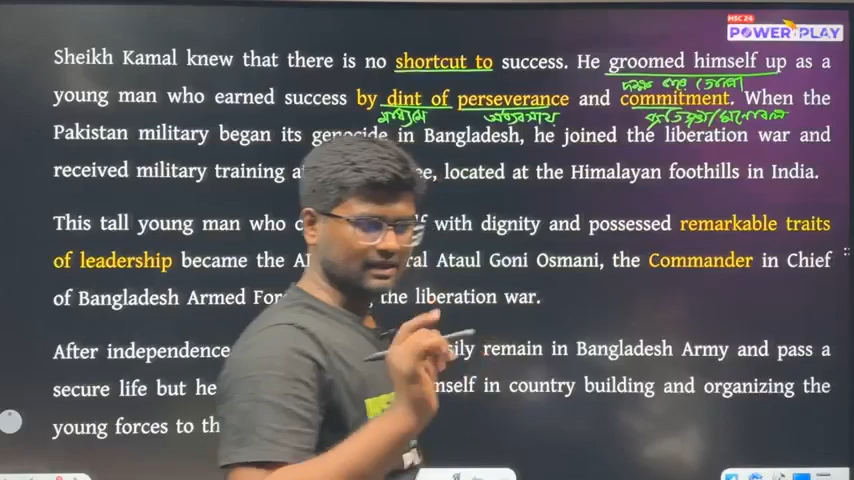 HSC 24
POWER PLAY
Sheikh Kamal knew that there is no shortcut to success. He groomed himself up as a
young man who earned success by dint of perseverance and commitment. When the
মাধ্যমে অধ্যবসায়
Pakistan military began its genocide in Bangladesh, he joined the liberation war and
received military training a ee, located at the Himalayan foothills in India.
This tall young man who c lf with dignity and possessed remarkable traits
of leadership became the A ral Ataul Goni Osmani, the Commander in Chief
of Bangladesh Armed For the liberation war.
After independence sily remain in Bangladesh Army and pass a
secure life but he mself in country building and organizing the
young forces to th